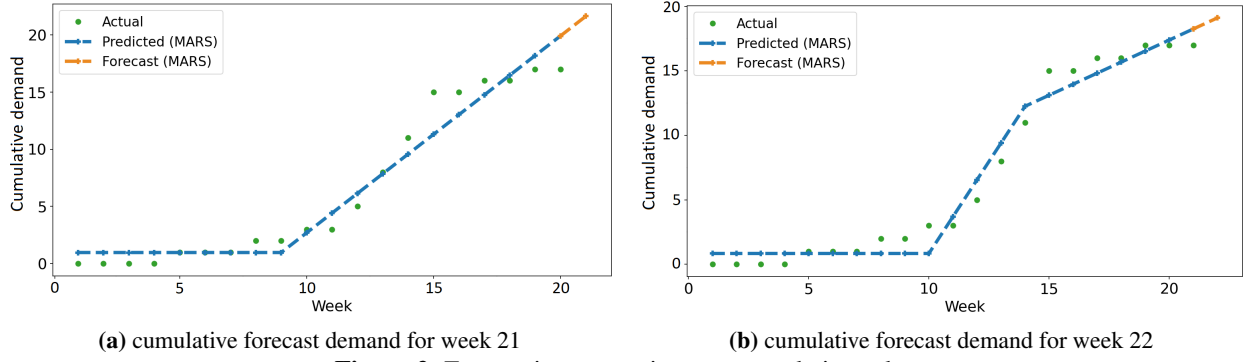 Actual
Predicted (MARS)
Forecast (MARS)
Cumulative demand
20
15
10
5
0
0
5
10
15
20
Week
(a) cumulative forecast demand for week 21
Actual
Predicted (MARS)
Forecast (MARS)
Cumulative demand
20
15
10
5
0
0
5
10
15
20
Week
(b) cumulative forecast demand for week 22